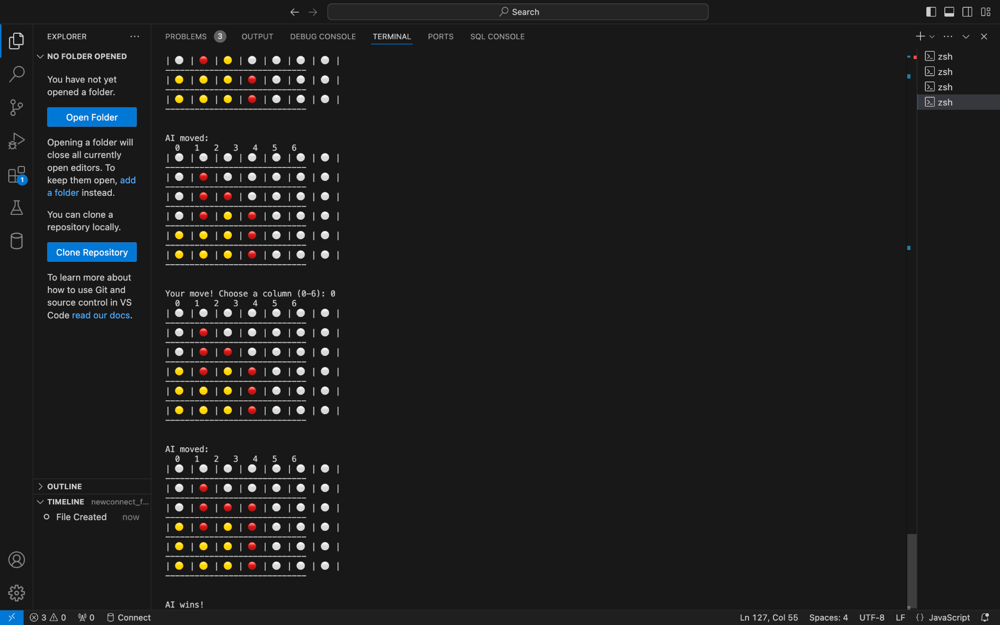 Search
EXPLORER
NO FOLDER OPENED
You have not yet
opened a folder.
Open Folder
Opening a folder will
close all currently
open editors. To
keep them open, add
a folder instead.
You can clone a
repository locally.
Clone Repository
To learn more about
how to use Git and
source control in VS
Code read our docs.
OUTLINE
TIMELINE newconnect_f...
File Created now
1
PROBLEMS 3 OUTPUT DEBUG CONSOLE TERMINAL PORTS SQL CONSOLE
AI moved:
0 1 2 3 4 5 6
Your move! Choose a column (0-6): 0
0 1 2 3 4 5 6
AI moved:
0 1 2 3 4 5 6
AI wins!
zsh
zsh
zsh
zsh
3 0 0 Connect Ln 127, Col 55 Spaces: 4 UTF-8 LF {} JavaScript